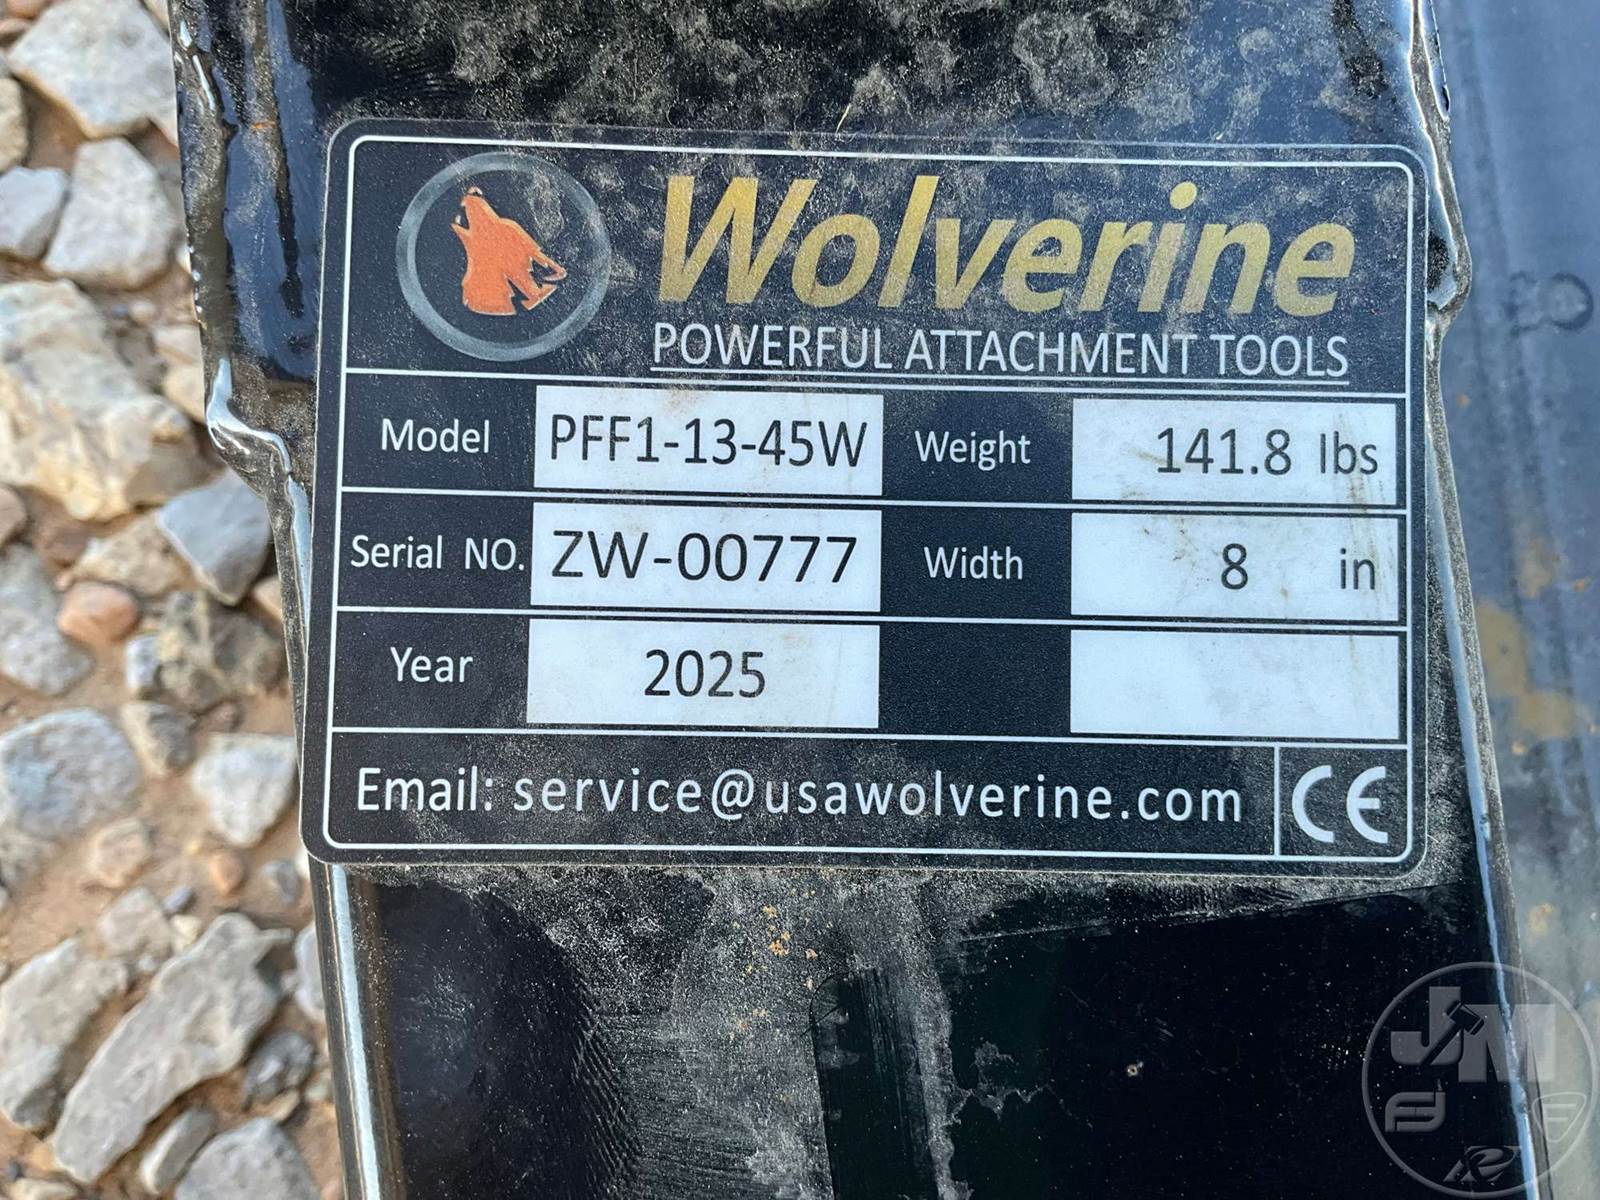 Wolverine
POWERFUL ATTACHMENT TOOLS
Model PFF1-13-45W Weight 141.8 lbs
Serial NO. ZW-00777 Width 8 in
Year 2025
Email: service@usawolverine.com CE
JM